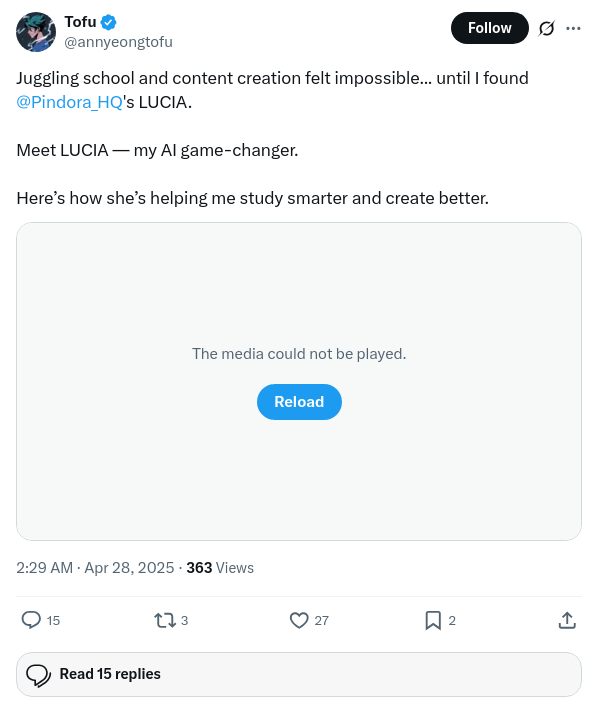 Tofu
@annyeongtofu
Follow
Juggling school and content creation felt impossible... until I found
@Pindora_HQ's LUCIA.
Meet LUCIA — my AI game-changer.
Here’s how she’s helping me study smarter and create better.
The media could not be played.
Reload
2:29 AM · Apr 28, 2025 · 363 Views
15
3
27
2
Read 15 replies